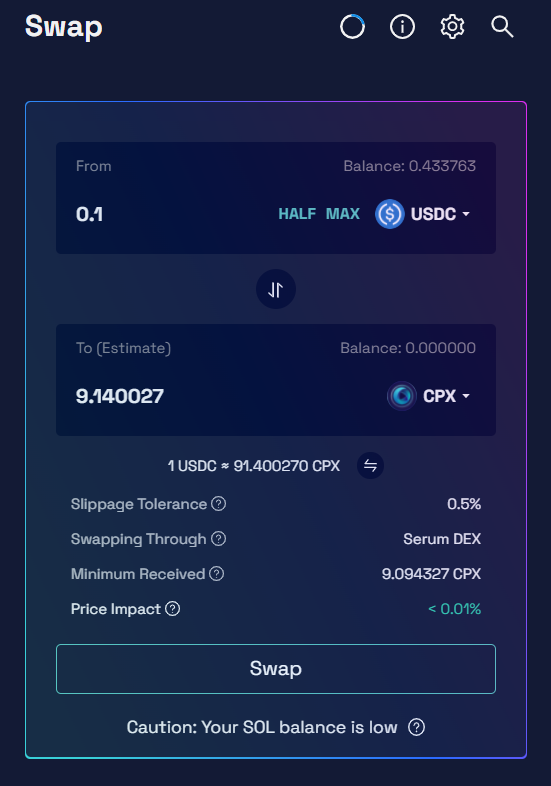 Swap
From Balance: 0.433763
0.1 HALF MAX USDC
To (Estimate) Balance: 0.000000
9.140027 CPX
1 USDC ≈ 91.400270 CPX
Slippage Tolerance ? 0.5%
Swapping Through ? Serum DEX
Minimum Received ? 9.094327 CPX
Price Impact ? < 0.01%
Swap
Caution: Your SOL balance is low ?